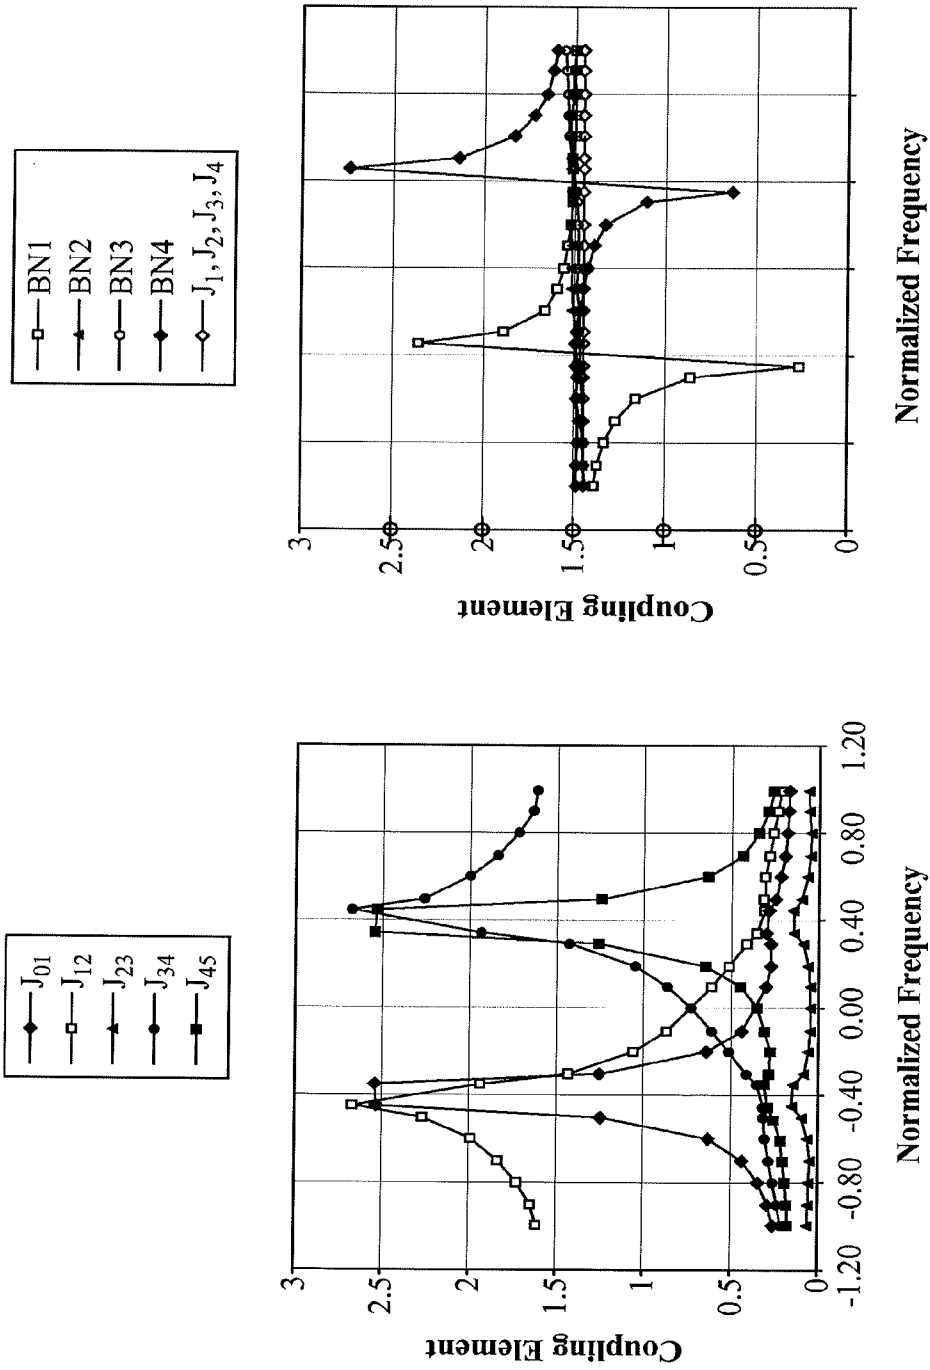 J01
J12
J23
J34
J45
3
2.5
2
1.5
1
0.5
0
-1.20
-0.80
-0.40
0.00
0.40
0.80
1.20
Coupling Element
Normalized Frequency
BN1
BN2
BN3
BN4
J1, J2, J3, J4
3
2.5
2
1.5
1
0.5
0
Coupling Element
Normalized Frequency